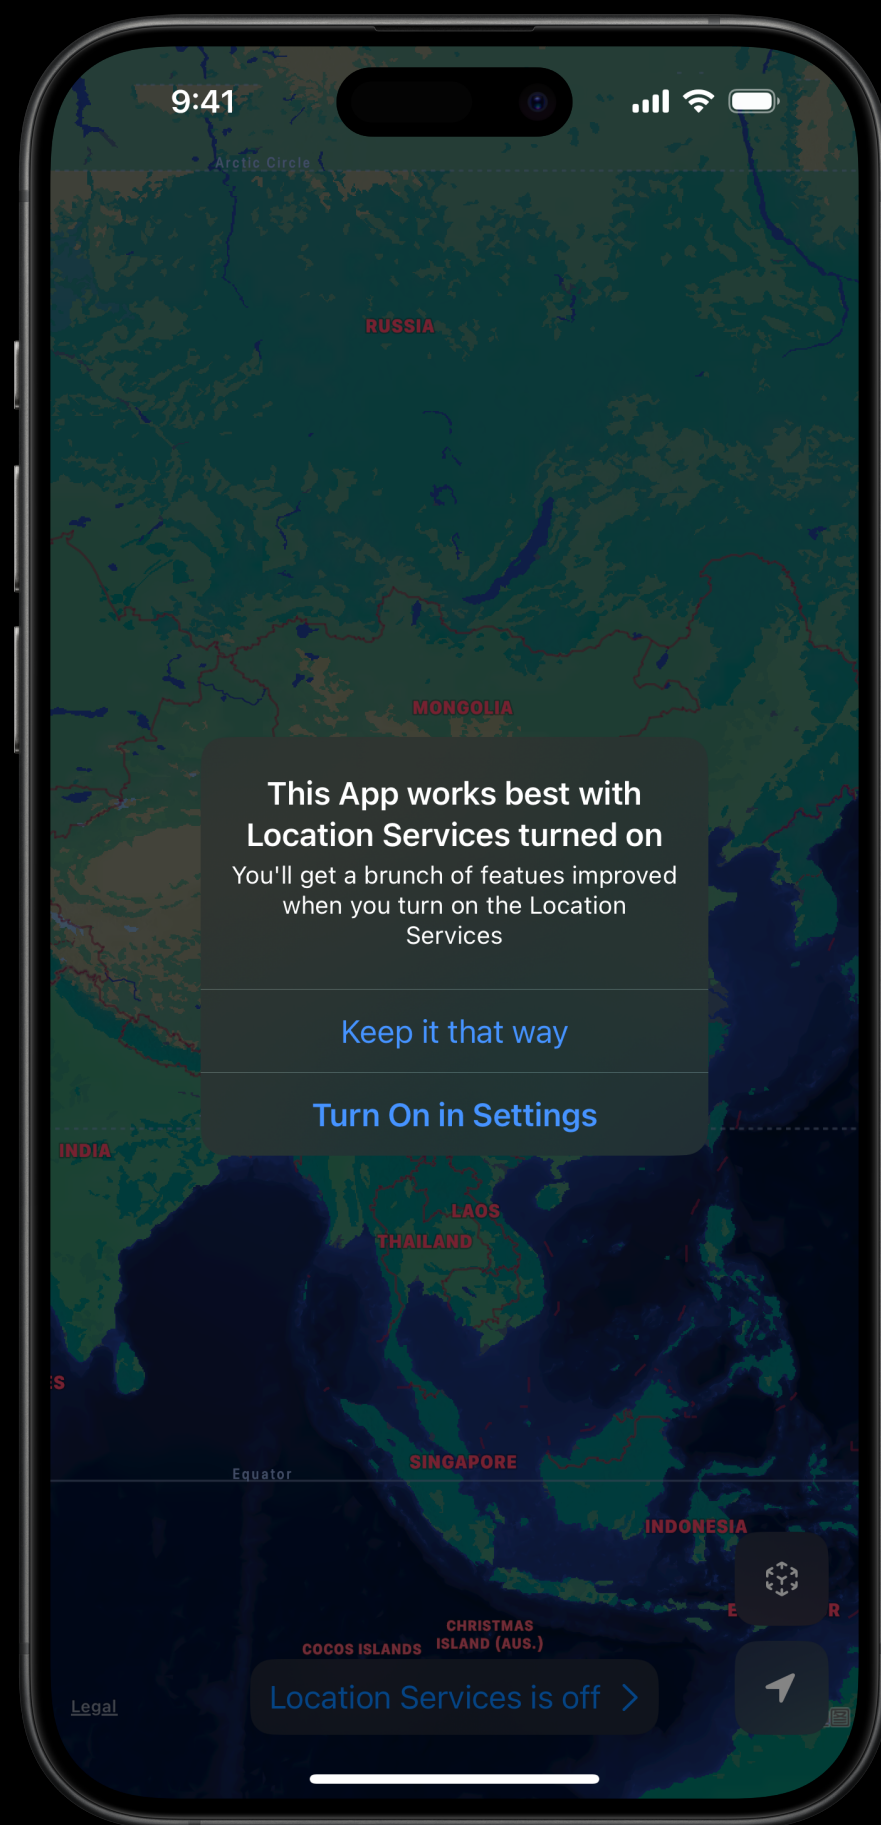 9:41
Arctic Circle
RUSSIA
MONGOLIA
This App works best with
Location Services turned on
You'll get a brunch of featues improved
when you turn on the Location
Services
Keep it that way
Turn On in Settings
INDIA
LAOS
THAILAND
ES
SINGAPORE
Equator
INDONESIA
E R
CHRISTMAS
ISLAND (AUS.)
COCOS ISLANDS
Location Services is off
Legal